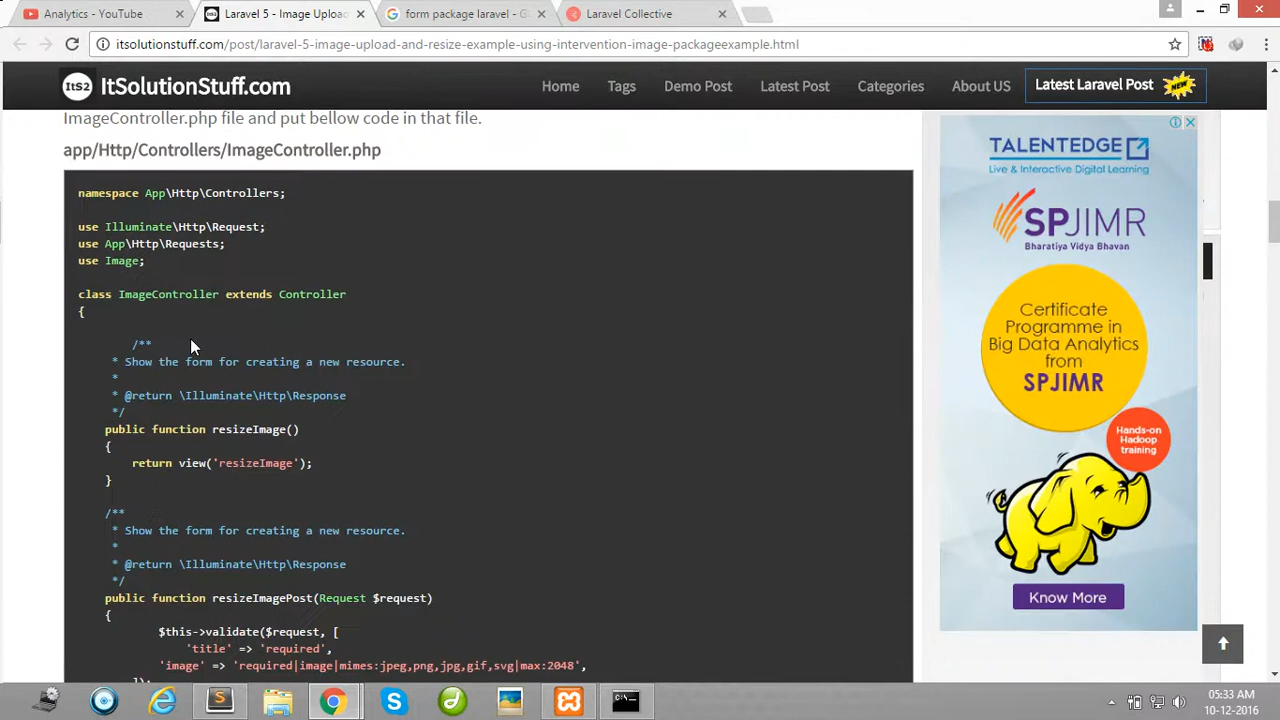 Analytics - YouTube
Laravel 5 - Image Upload
form package laravel - G
Laravel Collective
itsolutionstuff.com/post/laravel-5-image-upload-and-resize-example-using-intervention-image-packageexample.html
ItS2 ItSolutionStuff.com
Home
Tags
Demo Post
Latest Post
Categories
About US
Latest Laravel Post NEW
ImageController.php file and put bellow code in that file.
app/Http/Controllers/ImageController.php
namespace App\Http\Controllers;
use Illuminate\Http\Request;
use App\Http\Requests;
use Image;
class ImageController extends Controller
{
/**
* Show the form for creating a new resource.
*
* @return \Illuminate\Http\Response
*/
public function resizeImage()
{
return view('resizeImage');
}
/**
* Show the form for creating a new resource.
*
* @return \Illuminate\Http\Response
*/
public function resizeImagePost(Request $request)
{
$this->validate($request, [
'title' => 'required',
'image' => 'required|image|mimes:jpeg,png,jpg,gif,svg|max:2048',
]);
TALENTEDGE
Live & Interactive Digital Learning
SPJIMR
Bharatiya Vidya Bhavan
Certificate
Programme in
Big Data Analytics
from
SPJIMR
Hands-on
Hadoop
training
Know More
05:33 AM
10-12-2016